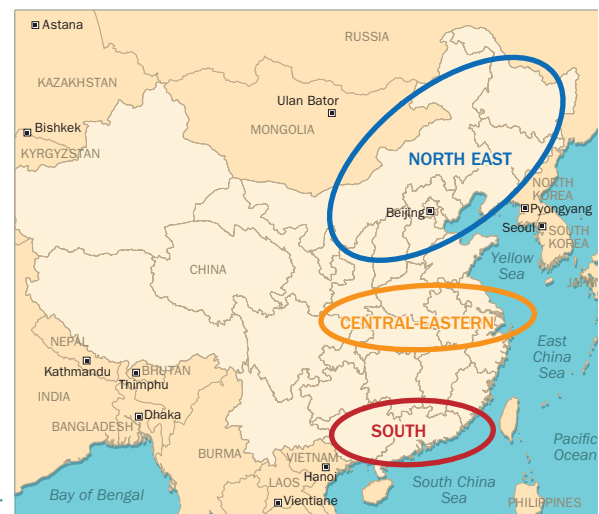 Astana
RUSSIA
KAZAKHSTAN
Ulan Bator
MONGOLIA
Bishkek
KYRGYZSTAN
NORTH EAST
NORTH
KOREA
Beijing
Pyongyang
Seoul
SOUTH
KOREA
Yellow
Sea
CHINA
JAPA
CENTRAL-EASTERN
NEPAL
Kathmandu
BHUTAN
Thimphu
East
China
Sea
INDIA
Dhaka
BANGLADESH
SOUTH
BURMA
VIETNAM
Hanoi
LAOS
Vientiane
Pacific
Ocean
Bay of Bengal
South China
Sea
PHILIPPINES